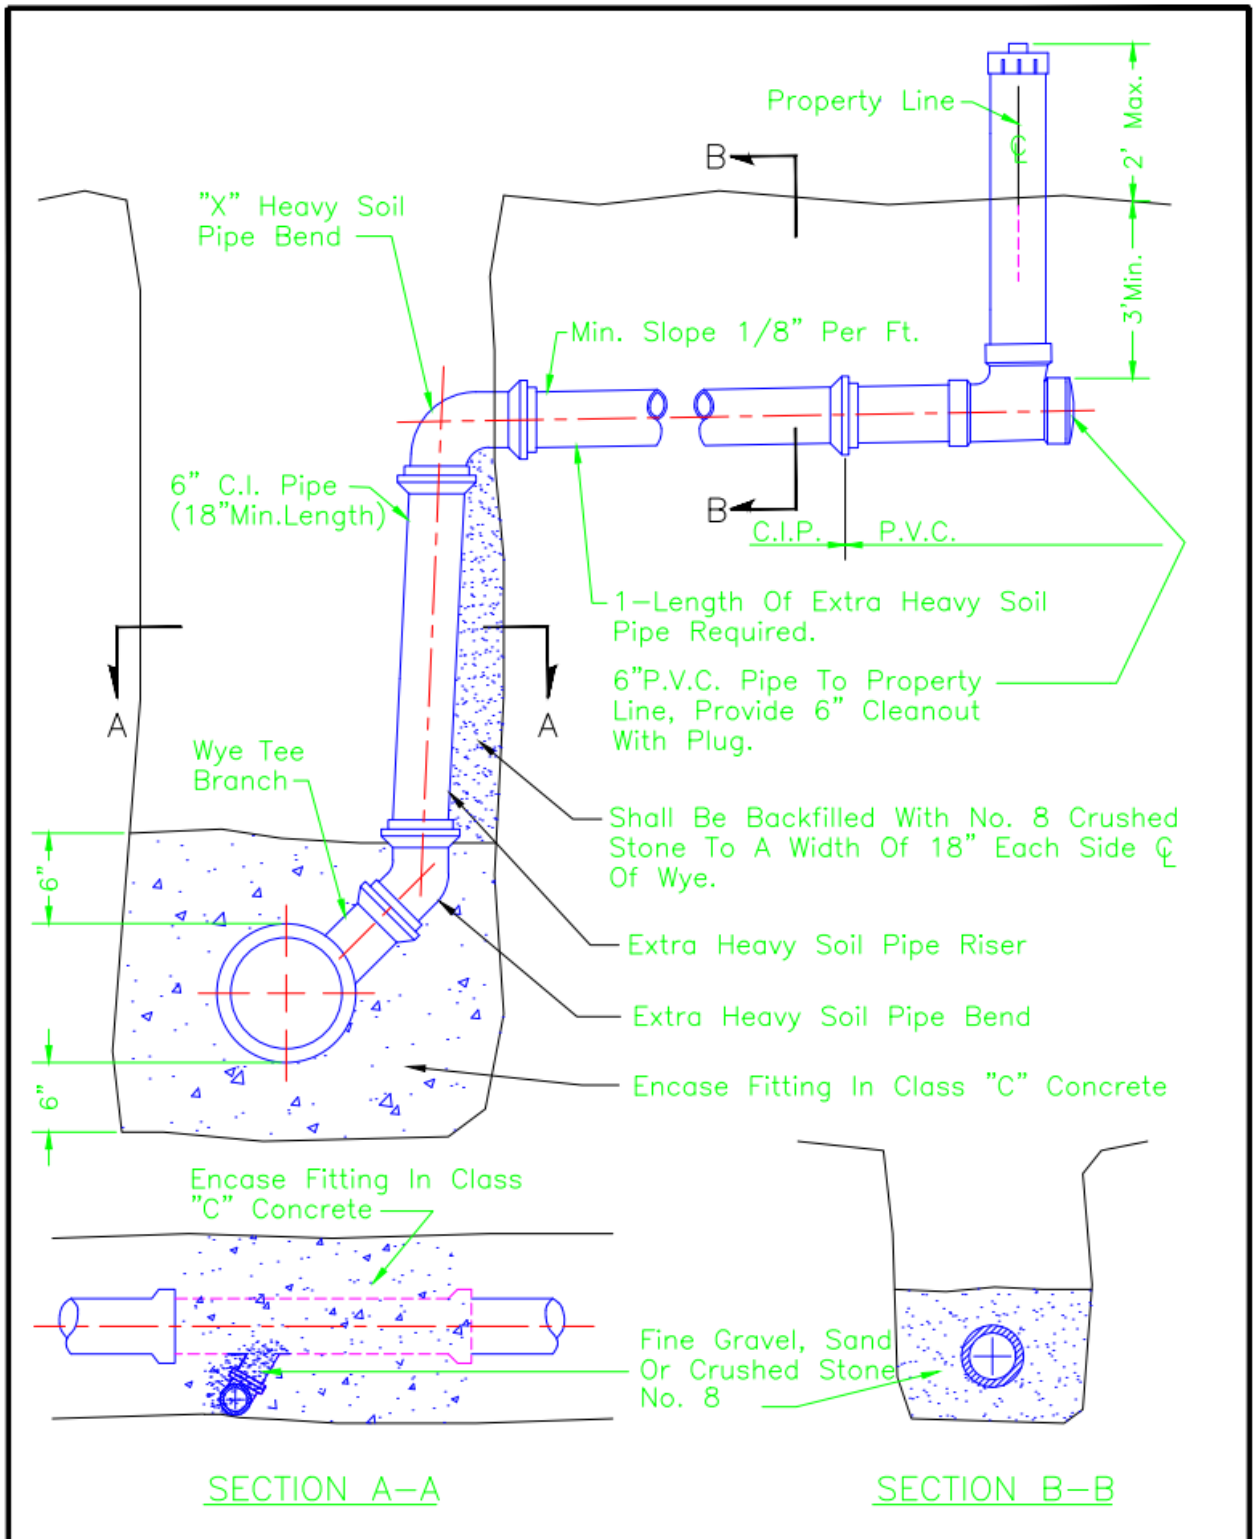 Property Line
2' Max.
B
"X" Heavy Soil
Pipe Bend
℄
3'Min.
Min. Slope 1/8" Per Ft.
6" C.I. Pipe
(18"Min.Length)
B
C.I.P.
P.V.C.
1-Length Of Extra Heavy Soil
Pipe Required.
6"P.V.C. Pipe To Property
Line, Provide 6" Cleanout
With Plug.
A
A
Wye Tee
Branch
Shall Be Backfilled With No. 8 Crushed
Stone To A Width Of 18" Each Side ℄
Of Wye.
6"
Extra Heavy Soil Pipe Riser
Extra Heavy Soil Pipe Bend
Encase Fitting In Class "C" Concrete
6"
Encase Fitting In Class
"C" Concrete
Fine Gravel, Sand
Or Crushed Stone
No. 8
SECTION A-A
SECTION B-B